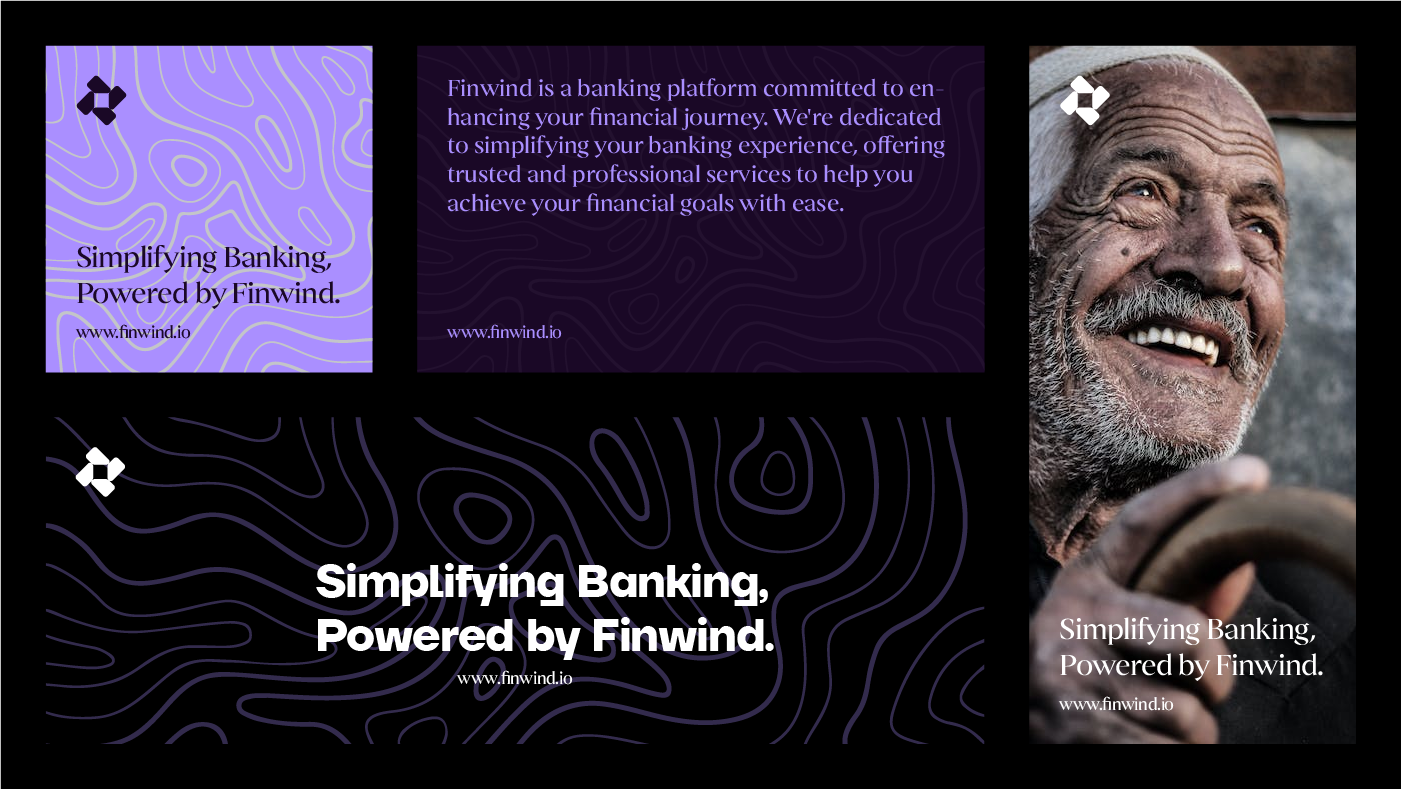 Simplifying Banking,
Powered by Finwind.
www.finwind.io
Finwind is a banking platform committed to en-
hancing your financial journey. We're dedicated
to simplifying your banking experience, offering
trusted and professional services to help you
achieve your financial goals with ease.
www.finwind.io
Simplifying Banking,
Powered by Finwind.
www.finwind.io
Simplifying Banking,
Powered by Finwind.
www.finwind.io